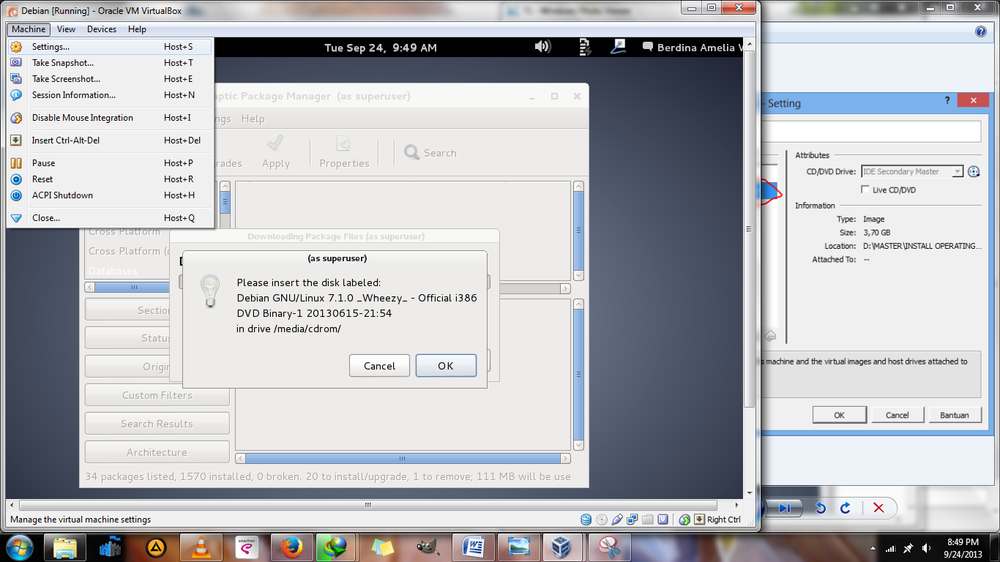 Debian [Running] - Oracle VM VirtualBox
Machine View Devices Help
Settings... Host+S
Take Snapshot... Host+T
Take Screenshot... Host+E
Session Information... Host+N
Disable Mouse Integration Host+I
Insert Ctrl-Alt-Del Host+Del
Pause Host+P
Reset Host+R
ACPI Shutdown Host+H
Close... Host+Q
Tue Sep 24, 9:49 AM
Berdina Amelia
Package Manager (as superuser)
Help
Apply
Properties
Search
Cross Platform
Cross Platform
Databases
Custom Filters
Search Results
Architecture
34 packages listed, 1570 installed, 0 broken. 20 to install/upgrade, 1 to remove; 111 MB will be use
Downloading Package Files (as superuser)
(as superuser)
Please insert the disk labeled:
Debian GNU/Linux 7.1.0 _Wheezy_ - Official i386
DVD Binary-1 20130615-21:54
in drive /media/cdrom/
Cancel OK
Manage the virtual machine settings
Right Ctrl
- Setting
Attributes
CD/DVD Drive: IDE Secondary Master
Live CD/DVD
Information
Type: Image
Size: 3,70 GB
Location: D:\MASTER\INSTALL OPERATING...
Attached To: --
machine and the virtual images and host drives attached to
OK Cancel Bantuan
smartfren
8:49 PM
9/24/2013